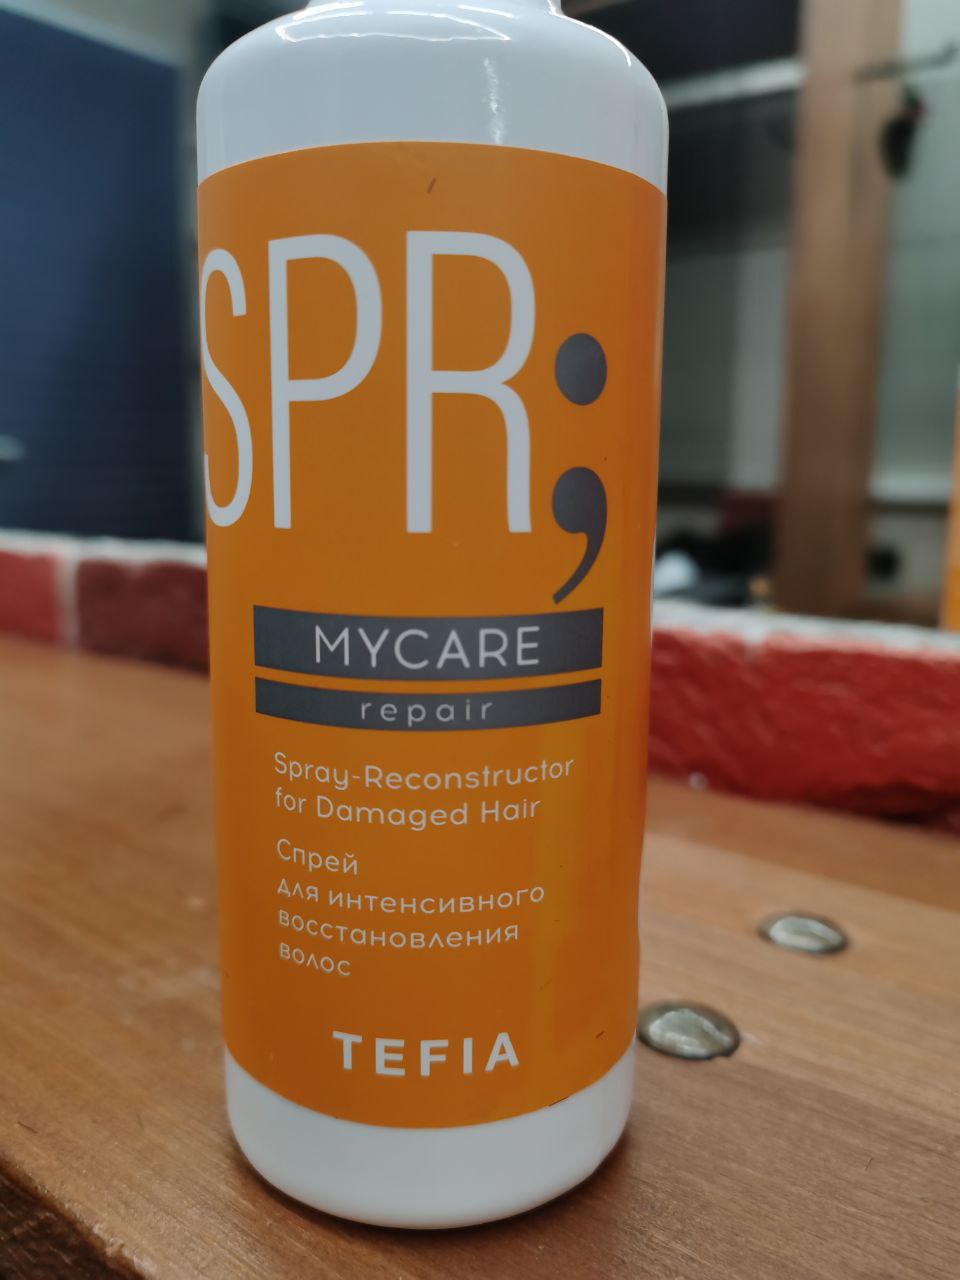 SPR;
MYCARE
repair
Spray-Reconstructor
for Damaged Hair
Спрей
для интенсивного
восстановления
волос
TEFIA